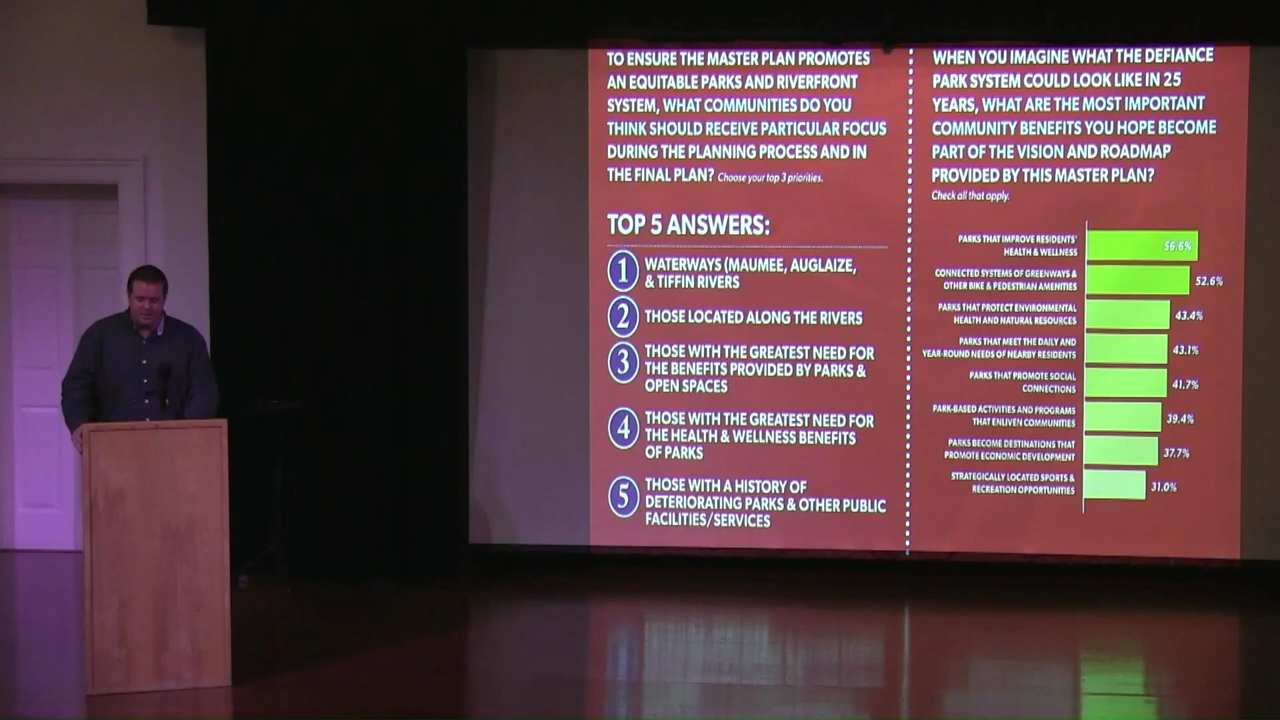 TO ENSURE THE MASTER PLAN PROMOTES
AN EQUITABLE PARKS AND RIVERFRONT
SYSTEM, WHAT COMMUNITIES DO YOU
THINK SHOULD RECEIVE PARTICULAR FOCUS
DURING THE PLANNING PROCESS AND IN
THE FINAL PLAN? Choose your top 3 priorities.
TOP 5 ANSWERS:
1 WATERWAYS (MAUMEE, AUGLAIZE,
& TIFFIN RIVERS
2 THOSE LOCATED ALONG THE RIVERS
3 THOSE WITH THE GREATEST NEED FOR
THE BENEFITS PROVIDED BY PARKS &
OPEN SPACES
4 THOSE WITH THE GREATEST NEED FOR
THE HEALTH & WELLNESS BENEFITS
OF PARKS
5 THOSE WITH A HISTORY OF
DETERIORATING PARKS & OTHER PUBLIC
FACILITIES/SERVICES
WHEN YOU IMAGINE WHAT THE DEFIANCE
PARK SYSTEM COULD LOOK LIKE IN 25
YEARS, WHAT ARE THE MOST IMPORTANT
COMMUNITY BENEFITS YOU HOPE BECOME
PART OF THE VISION AND ROADMAP
PROVIDED BY THIS MASTER PLAN?
Check all that apply.
PARKS THAT IMPROVE RESIDENTS'
HEALTH & WELLNESS
56.6%
CONNECTED SYSTEMS OF GREENWAYS &
OTHER BIKE & PEDESTRIAN AMENITIES
52.6%
PARKS THAT PROTECT ENVIRONMENTAL
HEALTH AND NATURAL RESOURCES
43.4%
PARKS THAT MEET THE DAILY AND
YEAR-ROUND NEEDS OF NEARBY RESIDENTS
43.1%
PARKS THAT PROMOTE SOCIAL
CONNECTIONS
41.7%
PARK-BASED ACTIVITIES AND PROGRAMS
THAT ENLIVEN COMMUNITIES
39.4%
PARKS BECOME DESTINATIONS THAT
PROMOTE ECONOMIC DEVELOPMENT
37.7%
STRATEGICALLY LOCATED SPORTS &
RECREATION OPPORTUNITIES
31.0%